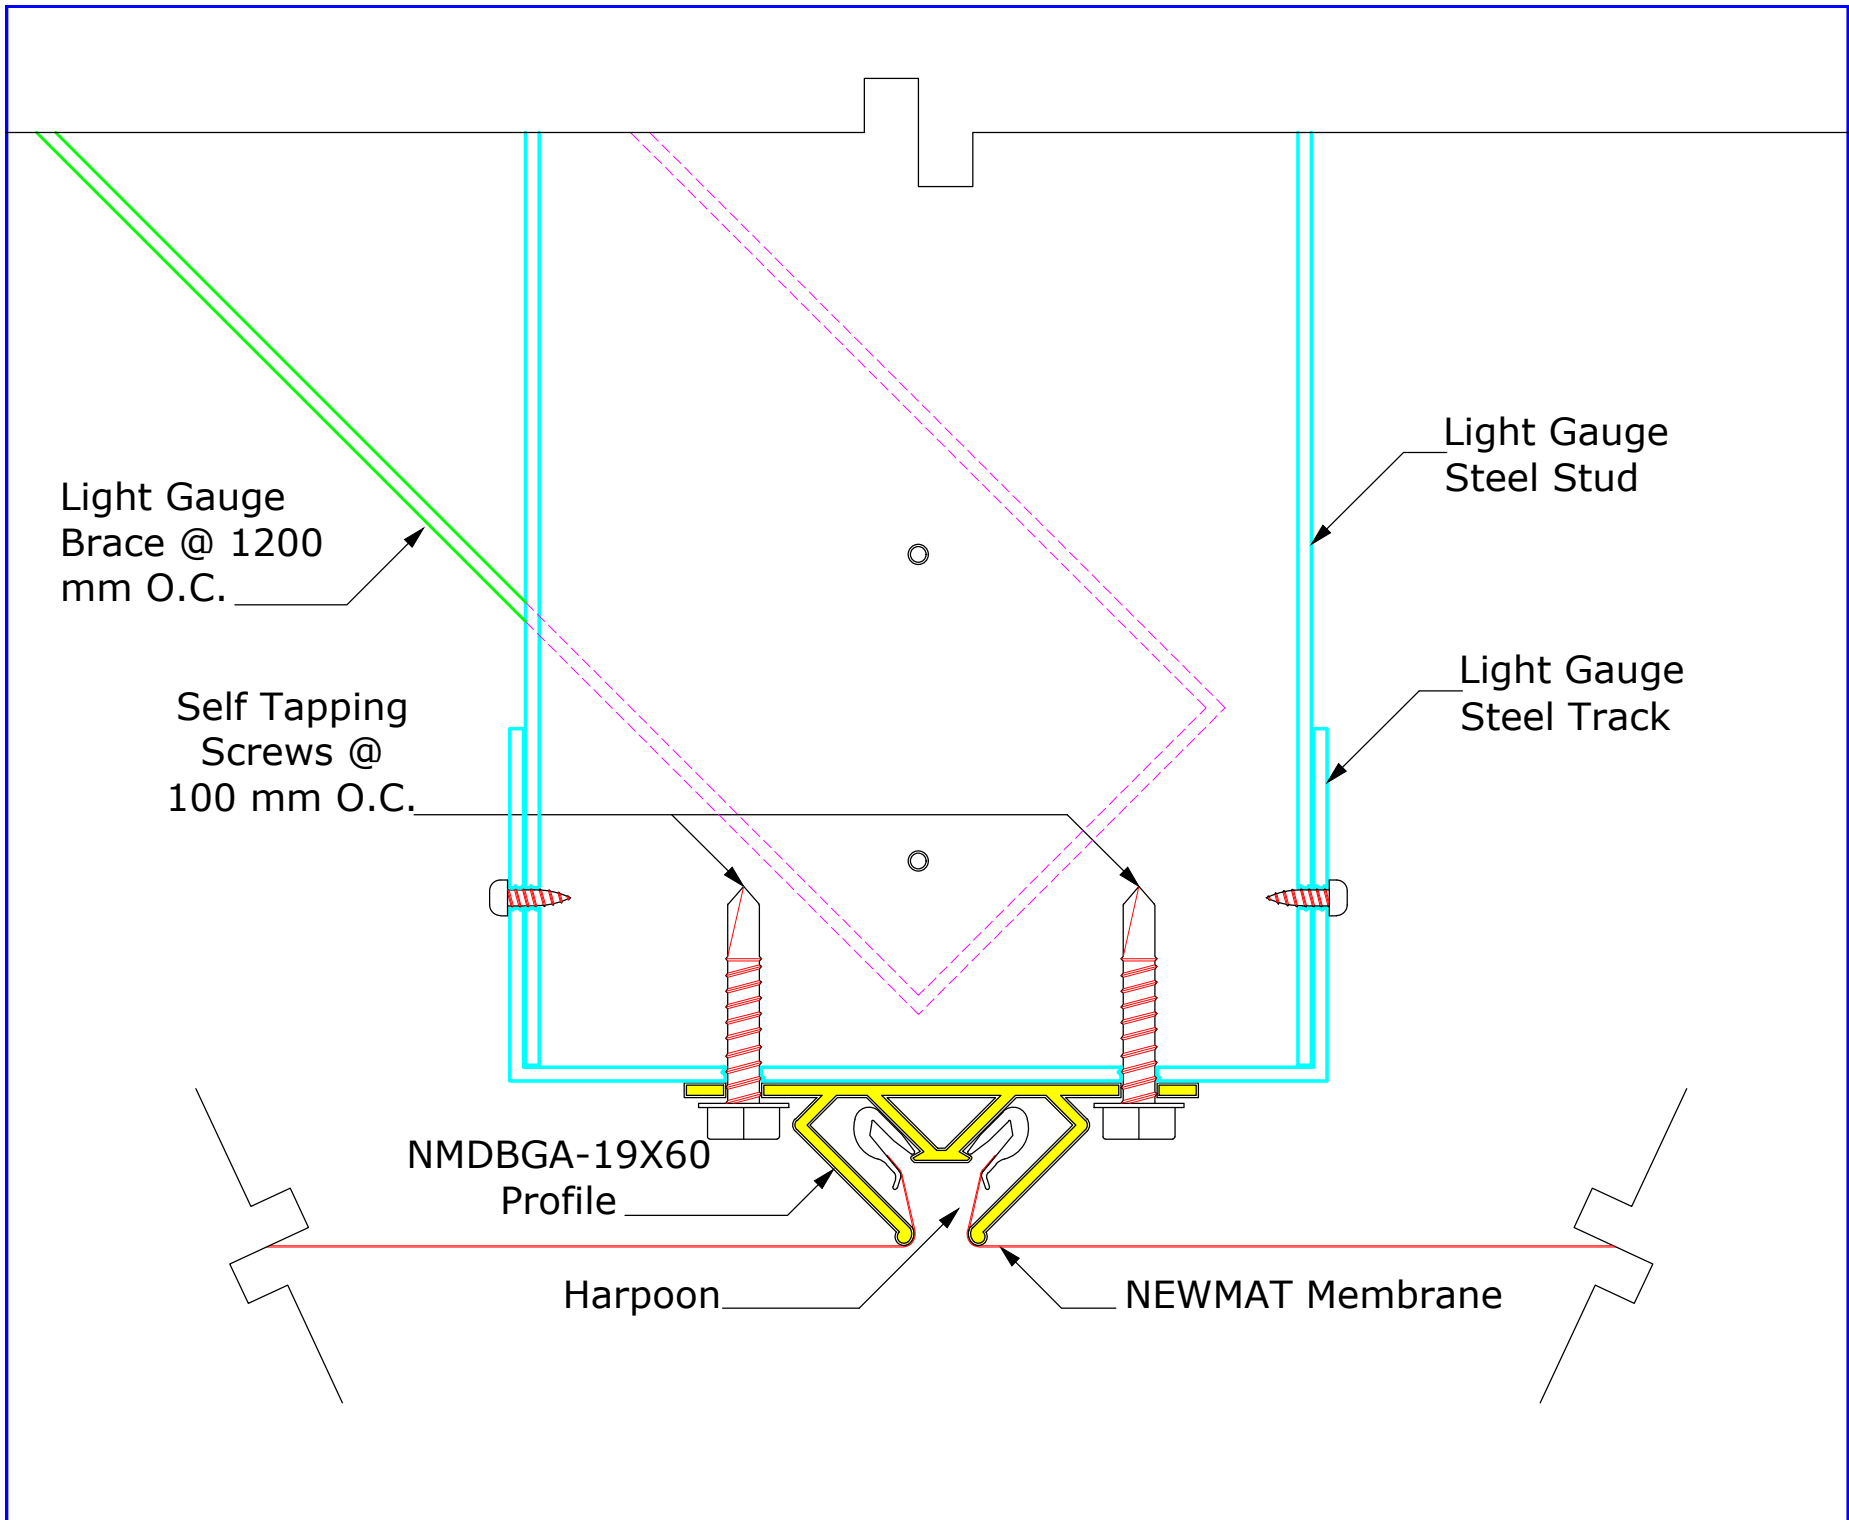 Light Gauge
Steel Stud
Light Gauge
Brace @ 1200
mm O.C.
Light Gauge
Steel Track
Self Tapping
Screws @
100 mm O.C.
NMDBGA-19X60
Profile
Harpoon
NEWMAT Membrane